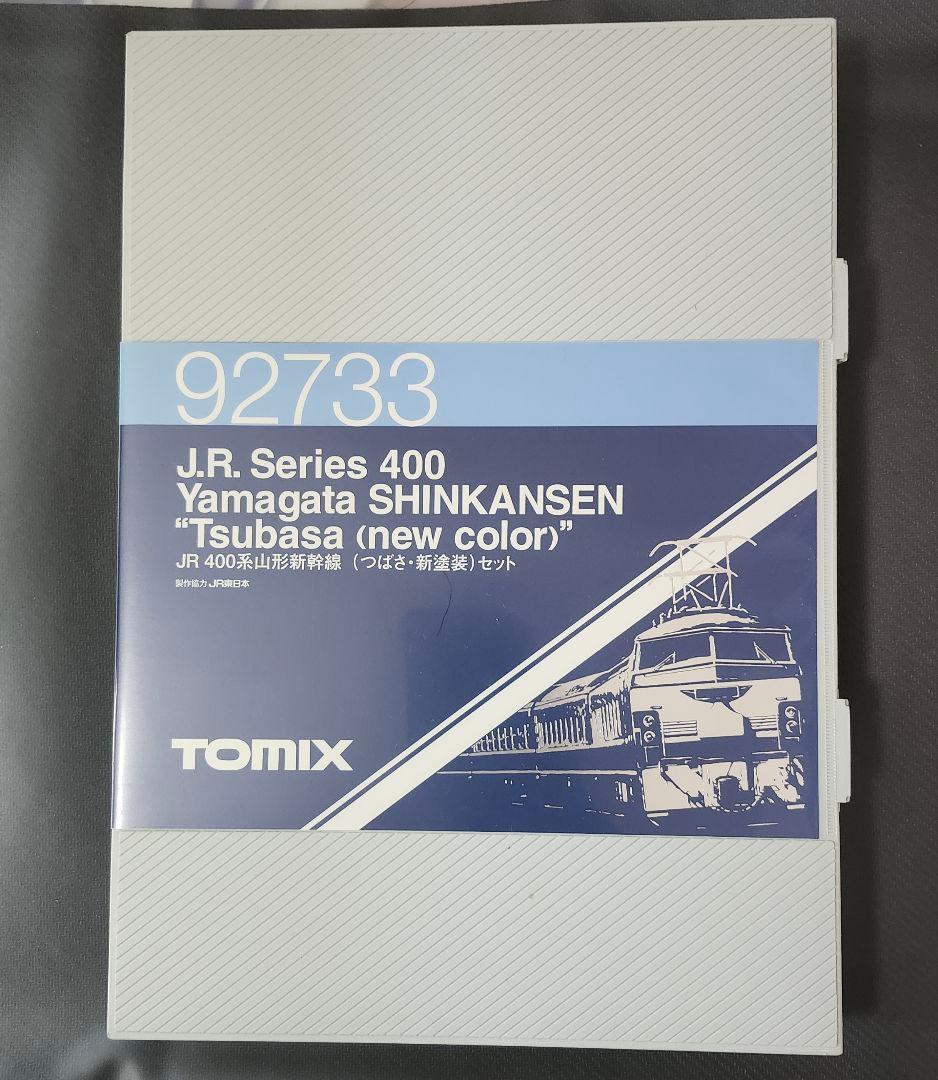 92733
J.R. Series 400
Yamagata SHINKANSEN
“Tsubasa (new color)”
JR 400系山形新幹線 (つばさ・新塗装)セット
製作協力 JR東日本
TOMIX